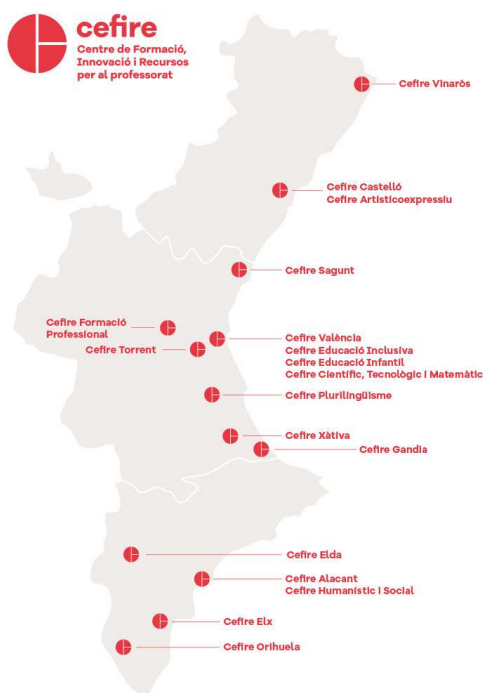 cefire
Centre de Formació,
Innovació i Recursos
per al professorat
Cefire Vinaròs
Cefire Castelló
Cefire Artisticoexpressiu
Cefire Sagunt
Cefire Formació
Professional
Cefire Torrent
Cefire València
Cefire Educació Inclusiva
Cefire Educació Infantil
Cefire Científic, Tecnològic i Matemàtic
Cefire Plurilingüisme
Cefire Xàtiva
Cefire Gandia
Cefire Elda
Cefire Alacant
Cefire Humanístic i Social
Cefire Elx
Cefire Orihuela